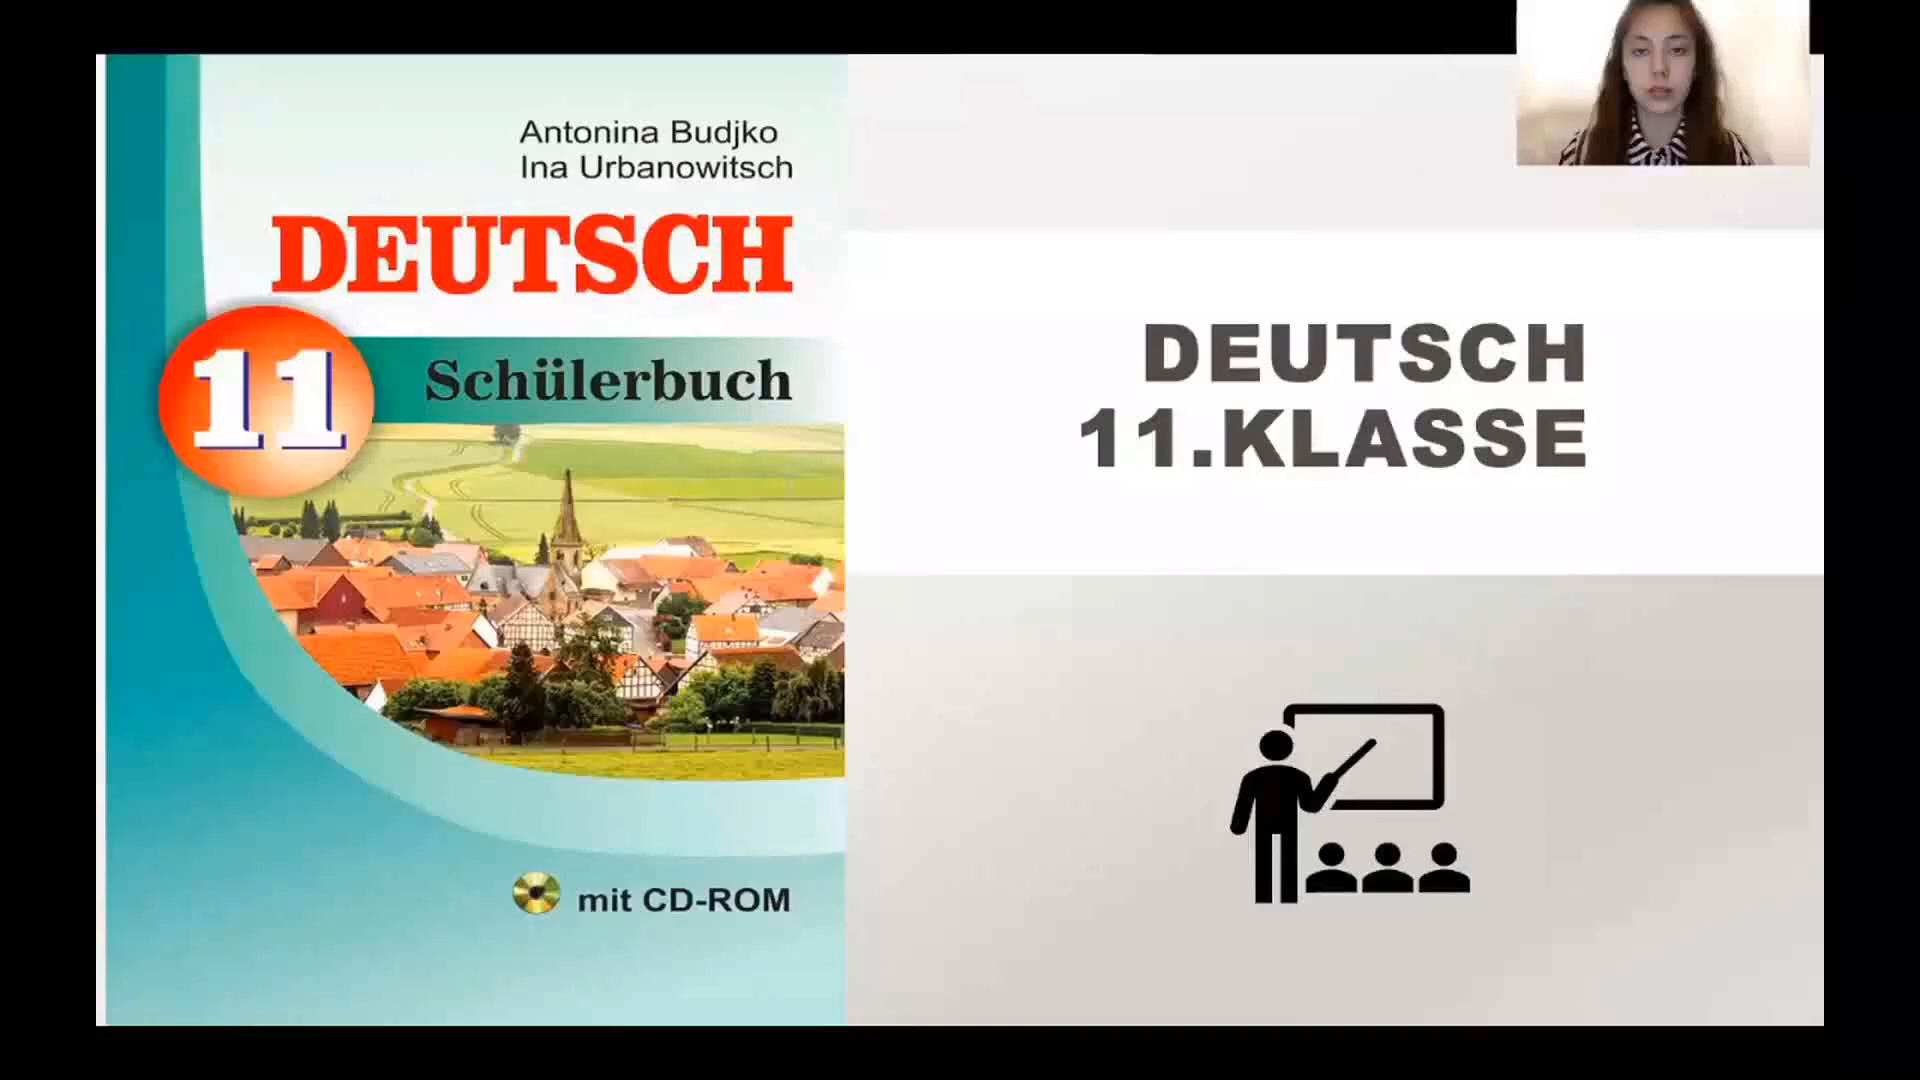 Antonina Budjko
Ina Urbanowitsch
DEUTSCH
11
Schülerbuch
mit CD-ROM
DEUTSCH
11.KLASSE